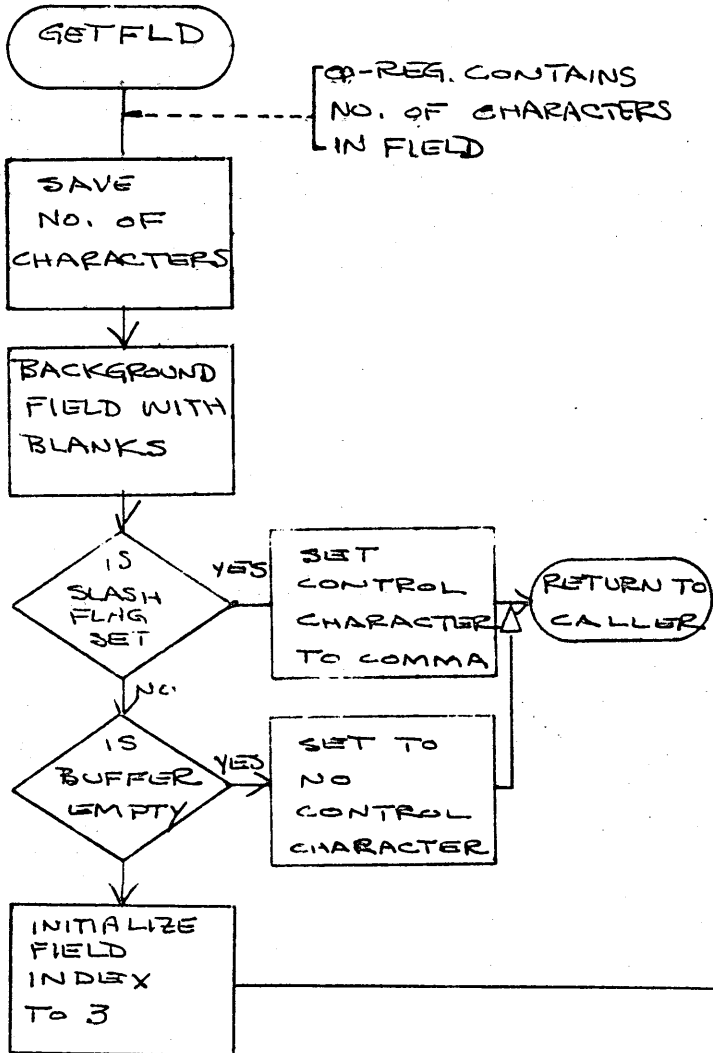 GETFLD
OP-REG. CONTAINS
NO. OF CHARACTERS
IN FIELD
SAVE
NO. OF
CHARACTERS
BACKGROUND
FIELD WITH
BLANKS
IS
SLASH
FLAG
SET
YES
SET
CONTROL
CHARACTER
TO COMMA
RETURN TO
CALLER
NO.
IS
BUFFER
EMPTY
YES
SET TO
NO
CONTROL
CHARACTER
INITIALIZE
FIELD
INDEX
TO 3